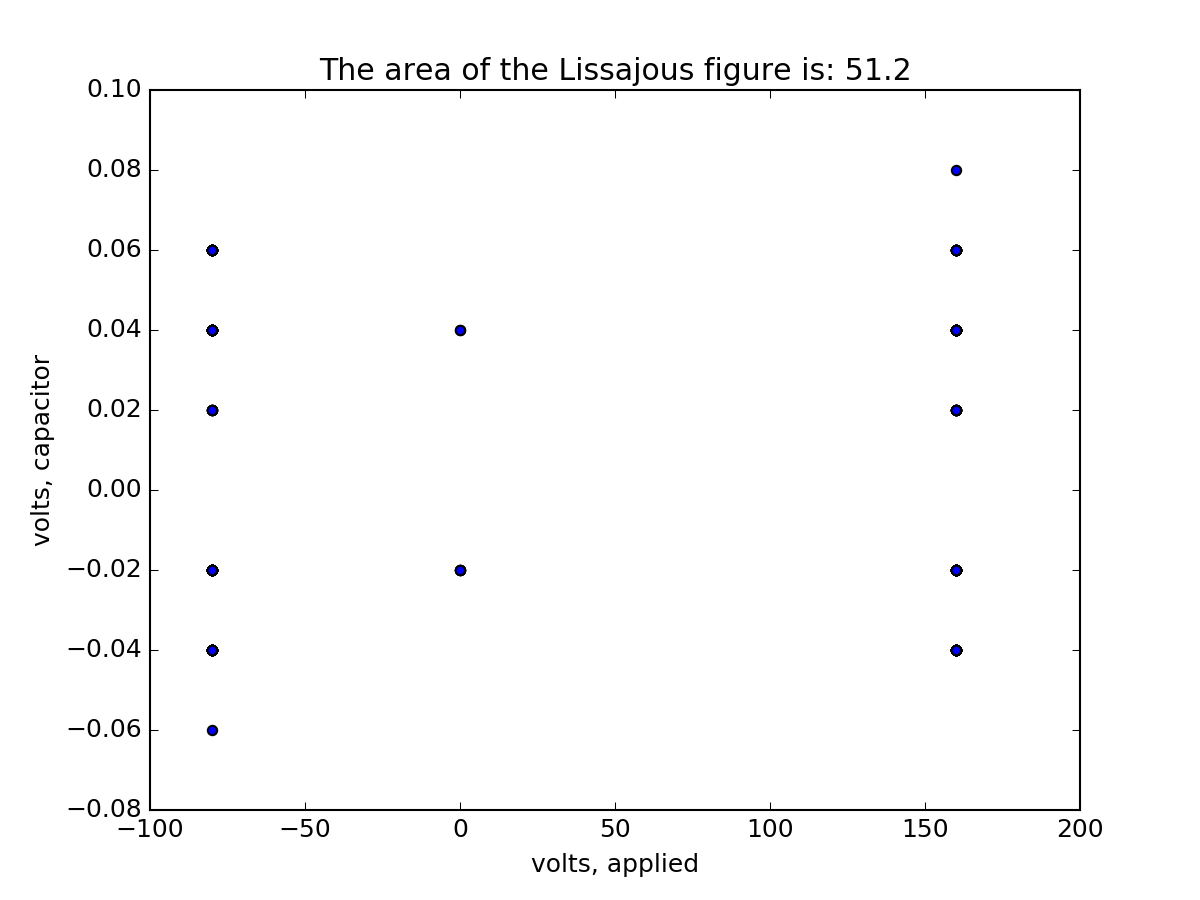 The area of the Lissajous figure is: 51.2
0.10
0.08
0.06
0.04
0.02
0.00
−0.02
−0.04
−0.06
−0.08
volts, capacitor
−100 −50 0 50 100 150 200
volts, applied